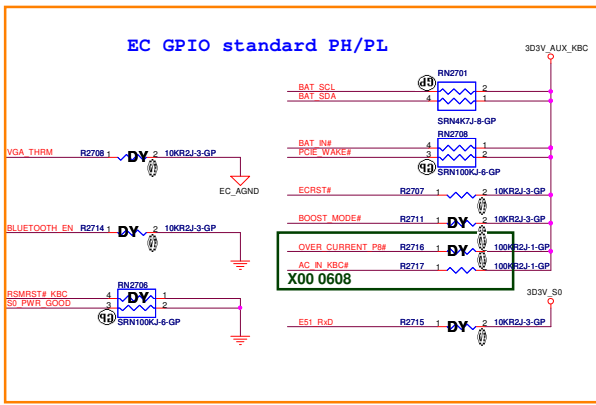 EC GPIO standard PH/PL
3D3V_AUX_KBC
RN2701
BAT_SCL 3 2
BAT_SDA 4 1
SRN4K7J-8-GP
RN2708
BAT_IN# 4 1
PCIE_WAKE# 3 2
SRN100KJ-6-GP
VGA_THRM R2708 1 DY 2 10KR2J-3-GP
EC_AGND
ECRST# R2707 1 2 10KR2J-3-GP
BOOST_MODE# R2711 1 DY 2 10KR2J-3-GP
BLUETOOTH_EN R2714 1 DY 2 10KR2J-3-GP
OVER_CURRENT_P8# R2716 1 DY 2 100KR2J-1-GP
AC_IN_KBC# R2717 1 2 100KR2J-1-GP
X00 0608
RN2706
RSMRST#_KBC 4 DY 1
S0_PWR_GOOD 3 2
SRN100KJ-6-GP
3D3V_S0
E51_RxD R2715 1 DY 2 10KR2J-3-GP